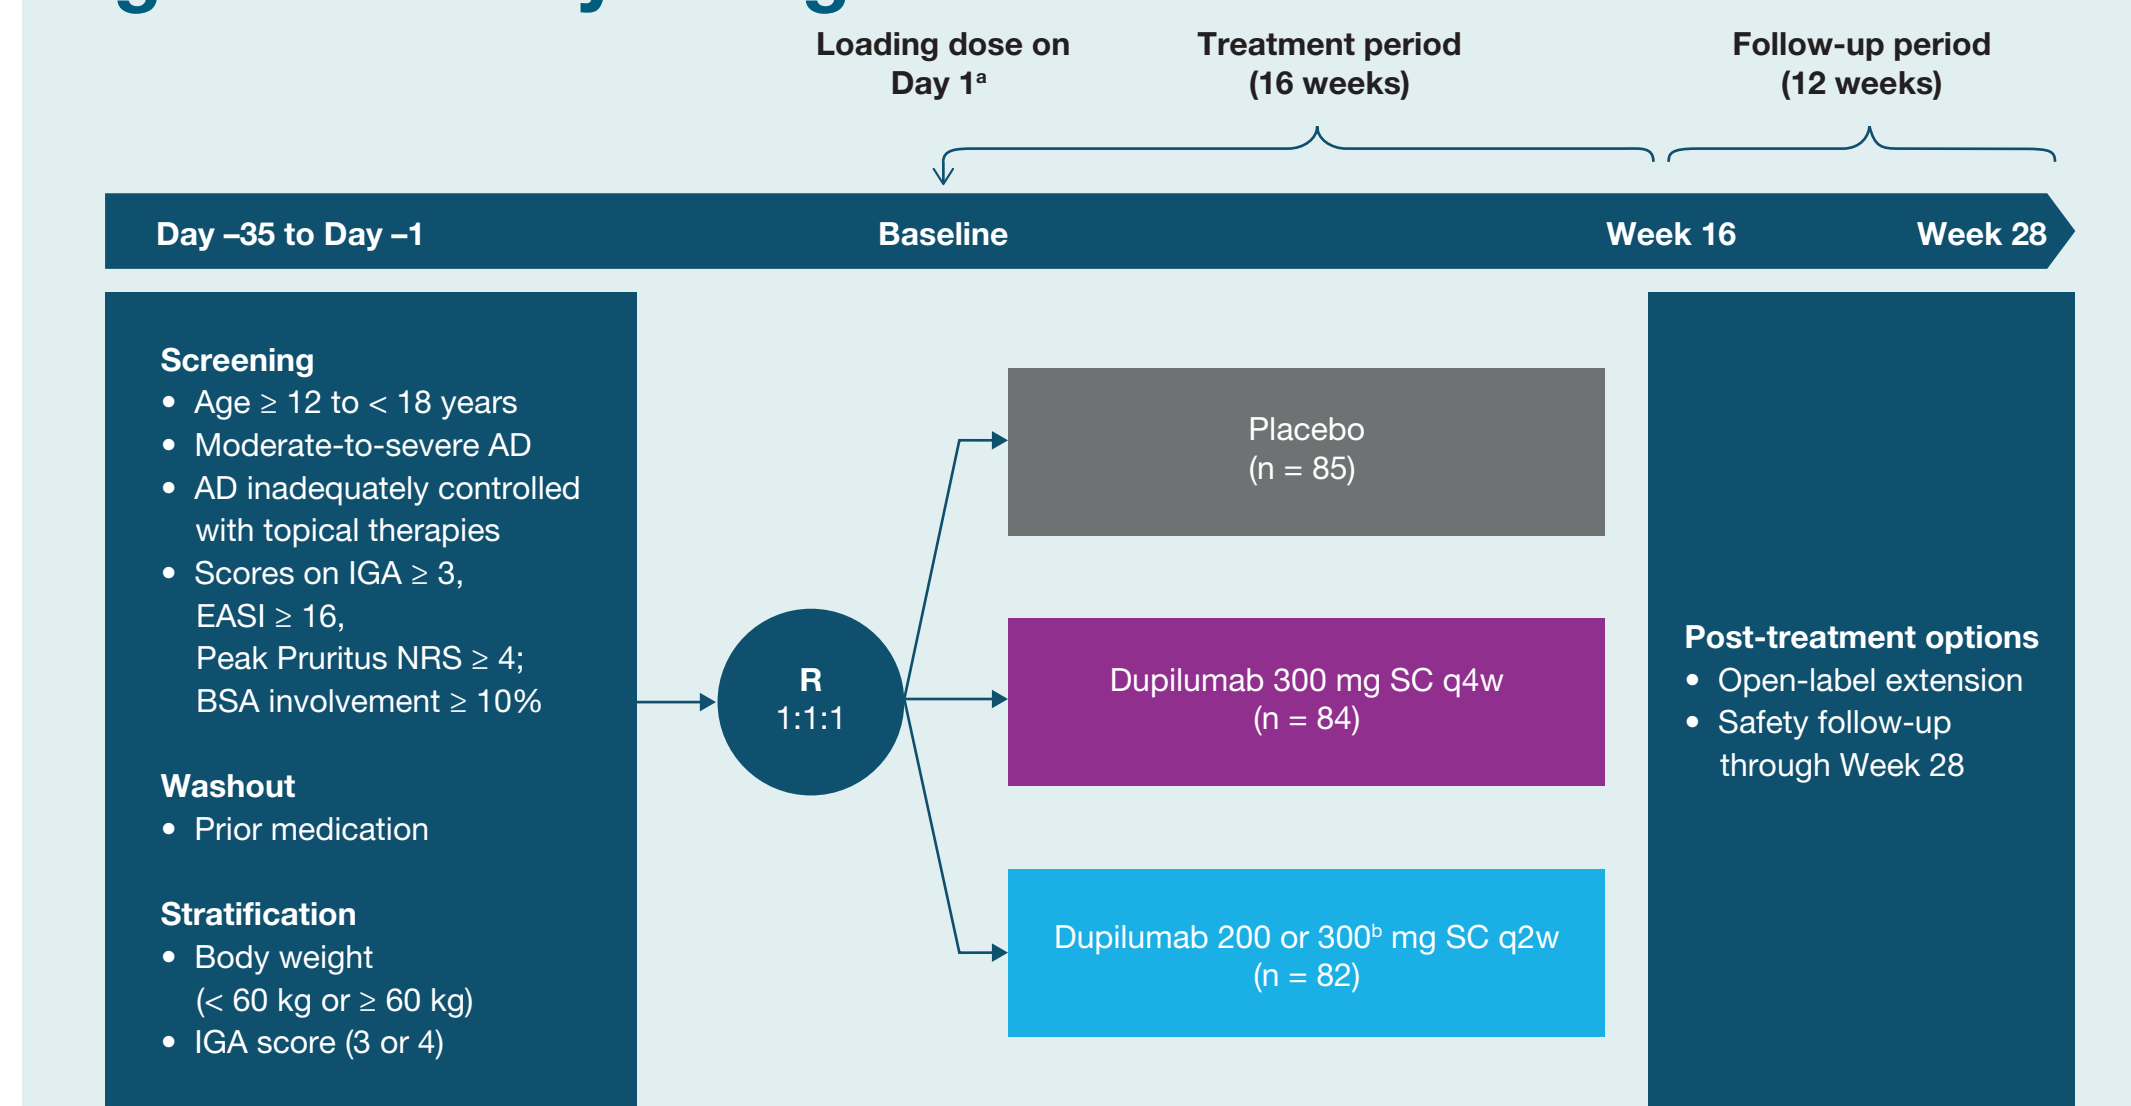 Loading dose on
Day 1ᵃ
Treatment period
(16 weeks)
Follow-up period
(12 weeks)
Day –35 to Day –1
Baseline
Week 16
Week 28
Screening
• Age ≥ 12 to < 18 years
• Moderate-to-severe AD
• AD inadequately controlled
with topical therapies
• Scores on IGA ≥ 3,
EASI ≥ 16,
Peak Pruritus NRS ≥ 4;
BSA involvement ≥ 10%
Washout
• Prior medication
Stratification
• Body weight
(< 60 kg or ≥ 60 kg)
• IGA score (3 or 4)
R
1:1:1
Placebo
(n = 85)
Dupilumab 300 mg SC q4w
(n = 84)
Dupilumab 200 or 300ᵇ mg SC q2w
(n = 82)
Post-treatment options
• Open-label extension
• Safety follow-up
through Week 28